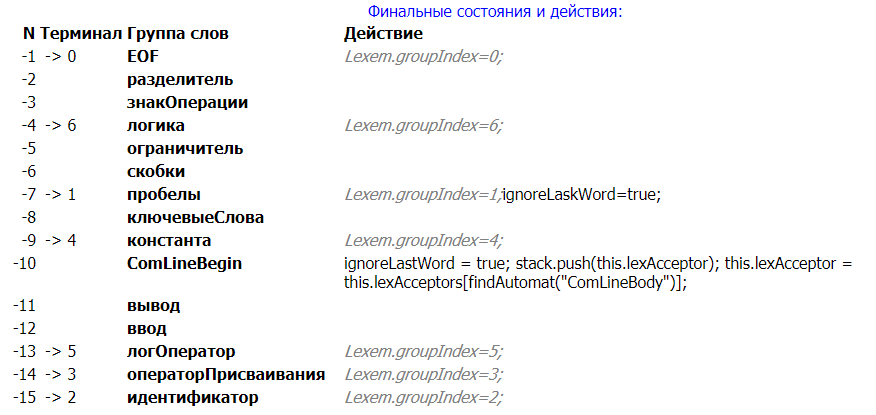 Финальные состояния и действия:
N Терминал Группа слов Действие
-1 -> 0 EOF Lexem.groupIndex=0;
-2 разделитель
-3 знакОперации
-4 -> 6 логика Lexem.groupIndex=6;
-5 ограничитель
-6 скобки
-7 -> 1 пробелы Lexem.groupIndex=1;ignoreLaskWord=true;
-8 ключевыеСлова
-9 -> 4 константа Lexem.groupIndex=4;
-10 ComLineBegin ignoreLastWord = true; stack.push(this.lexAcceptor); this.lexAcceptor =
this.lexAcceptors[findAutomat("ComLineBody")];
-11 вывод
-12 ввод
-13 -> 5 логОператор Lexem.groupIndex=5;
-14 -> 3 операторПрисваивания Lexem.groupIndex=3;
-15 -> 2 идентификатор Lexem.groupIndex=2;